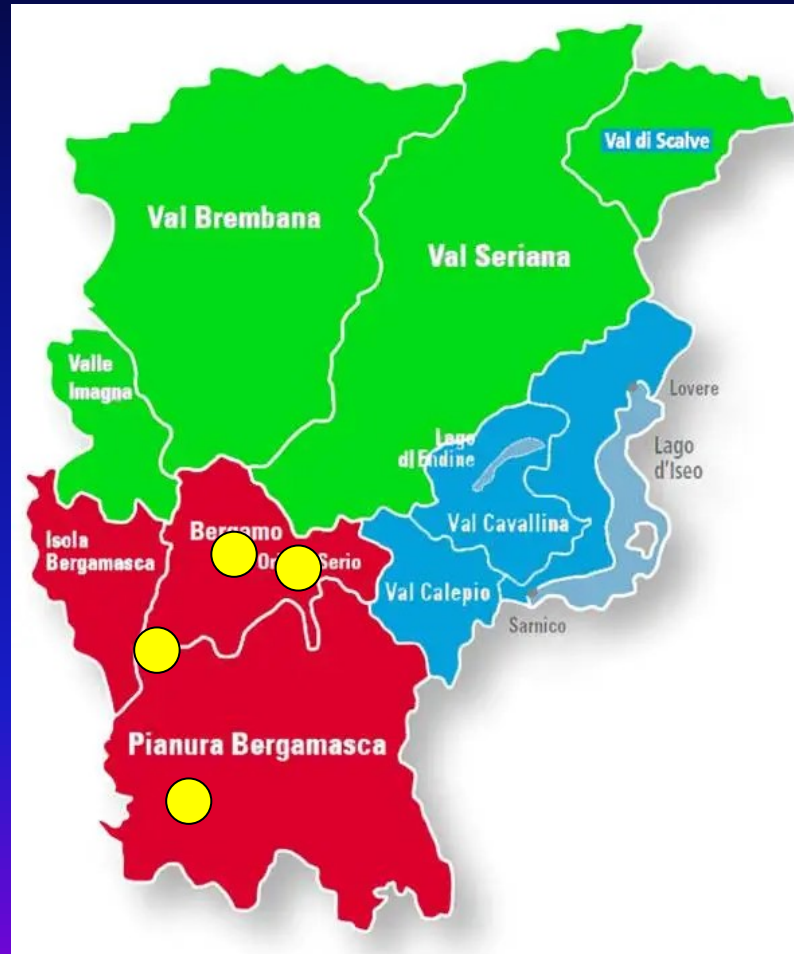 Val di Scalve
Val Brembana
Val Seriana
Valle
Imagna
Lovere
Lago
d'Endine
Lago
d'Iseo
Isola
Bergamasca
Bergamo
Serio
Val Cavallina
Val Calepio
Sarnico
Pianura Bergamasca